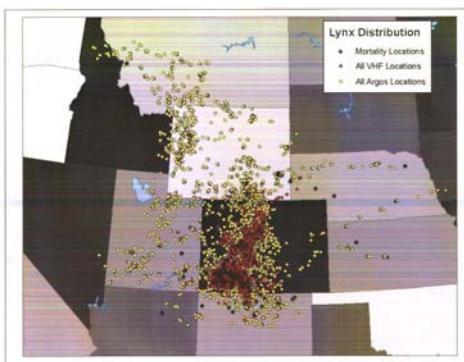 Lynx Distribution
Mortality Locations
All VHF Locations
All Argos Locations